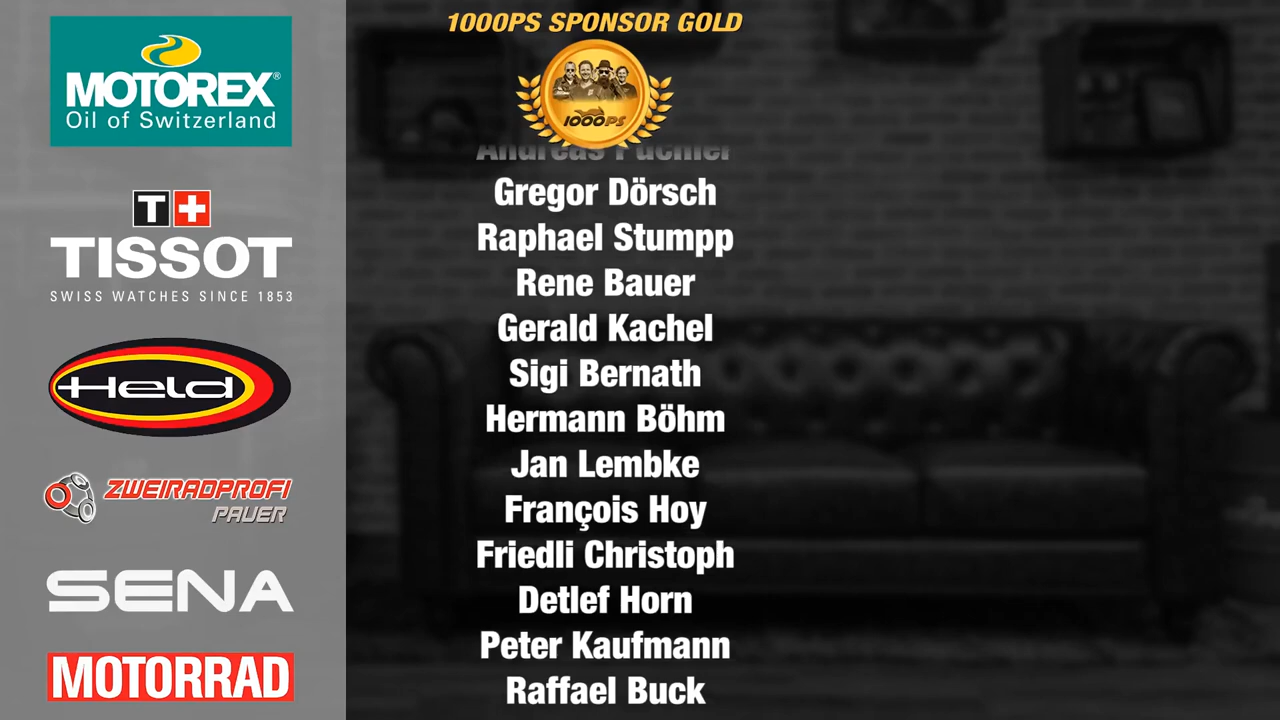 MOTOREX®
Oil of Switzerland
T+
TISSOT
SWISS WATCHES SINCE 1853
Held
ZWEIRADPROFI
PAUER
SENA
MOTORRAD
1000PS SPONSOR GOLD
1000PS
Andreas
Gregor Dörsch
Raphael Stumpp
Rene Bauer
Gerald Kachel
Sigi Bernath
Hermann Böhm
Jan Lembke
François Hoy
Friedli Christoph
Detlef Horn
Peter Kaufmann
Raffael Buck